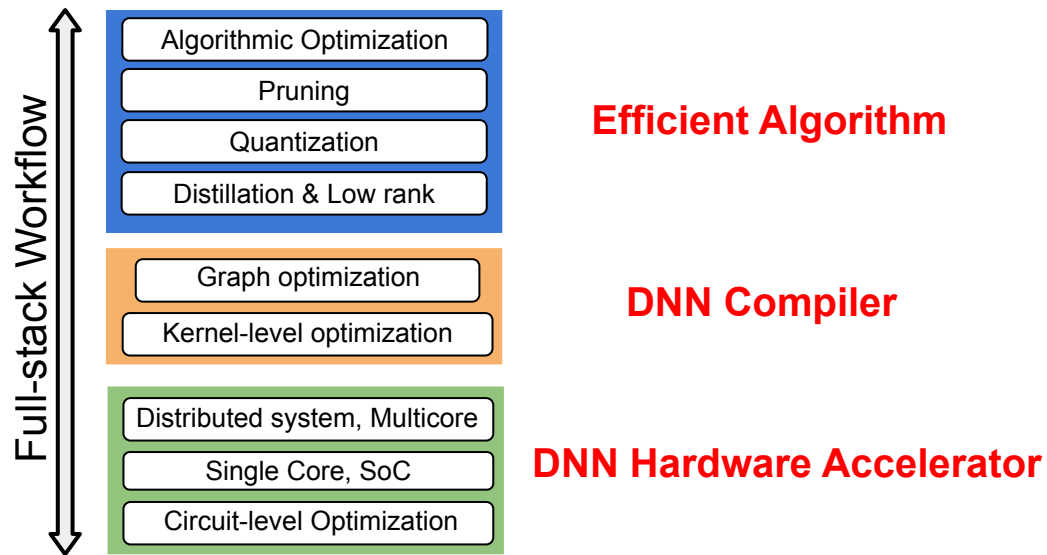 Full-stack Workflow
Algorithmic Optimization
Pruning
Quantization
Distillation & Low rank
Efficient Algorithm
Graph optimization
Kernel-level optimization
DNN Compiler
Distributed system, Multicore
Single Core, SoC
Circuit-level Optimization
DNN Hardware Accelerator